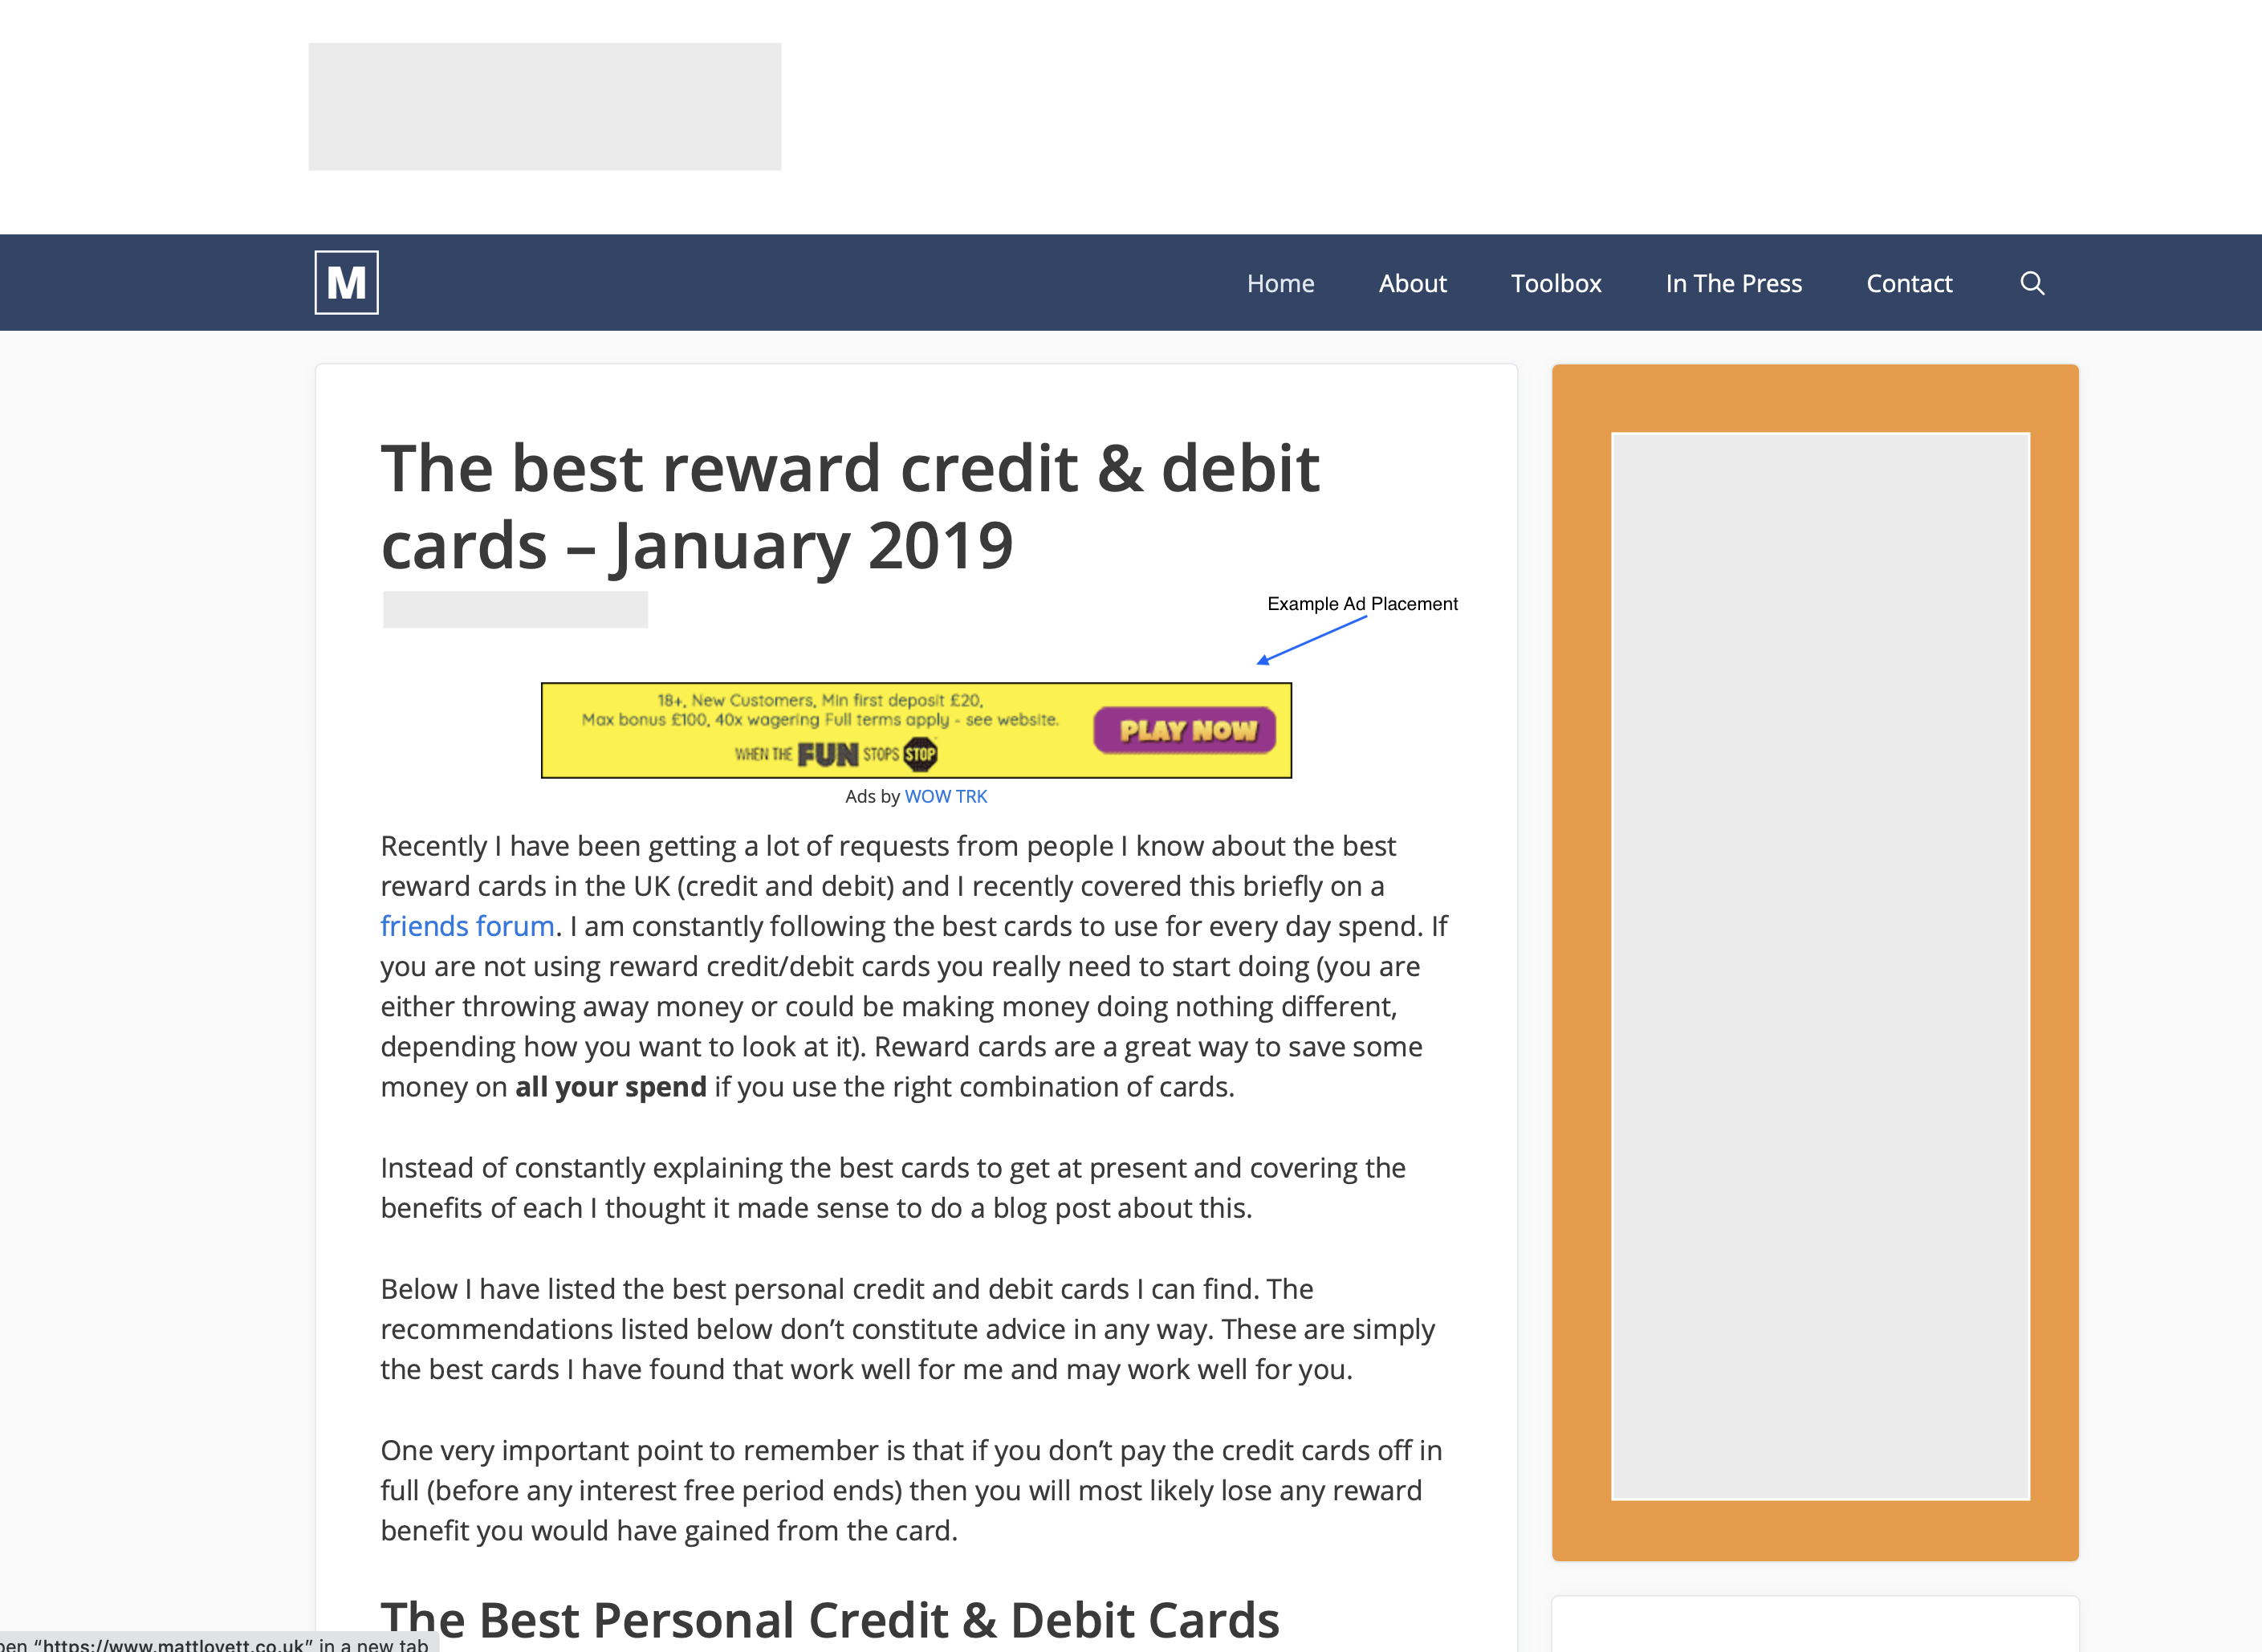 M
Home About Toolbox In The Press Contact
The best reward credit & debit
cards – January 2019
Example Ad Placement
18+, New Customers, Min first deposit £20,
Max bonus £100, 40x wagering Full terms apply - see website.
WHEN THE FUN STOPS STOP
PLAY NOW
Ads by WOW TRK
Recently I have been getting a lot of requests from people I know about the best
reward cards in the UK (credit and debit) and I recently covered this briefly on a
friends forum. I am constantly following the best cards to use for every day spend. If
you are not using reward credit/debit cards you really need to start doing (you are
either throwing away money or could be making money doing nothing different,
depending how you want to look at it). Reward cards are a great way to save some
money on all your spend if you use the right combination of cards.
Instead of constantly explaining the best cards to get at present and covering the
benefits of each I thought it made sense to do a blog post about this.
Below I have listed the best personal credit and debit cards I can find. The
recommendations listed below don’t constitute advice in any way. These are simply
the best cards I have found that work well for me and may work well for you.
One very important point to remember is that if you don’t pay the credit cards off in
full (before any interest free period ends) then you will most likely lose any reward
benefit you would have gained from the card.
The Best Personal Credit & Debit Cards
pen “https://www.mattlovett.co.uk” in a new tab